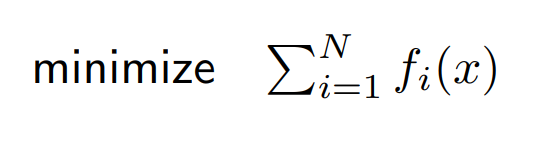 minimize ∑_{i=1}^{N} f_i(x)